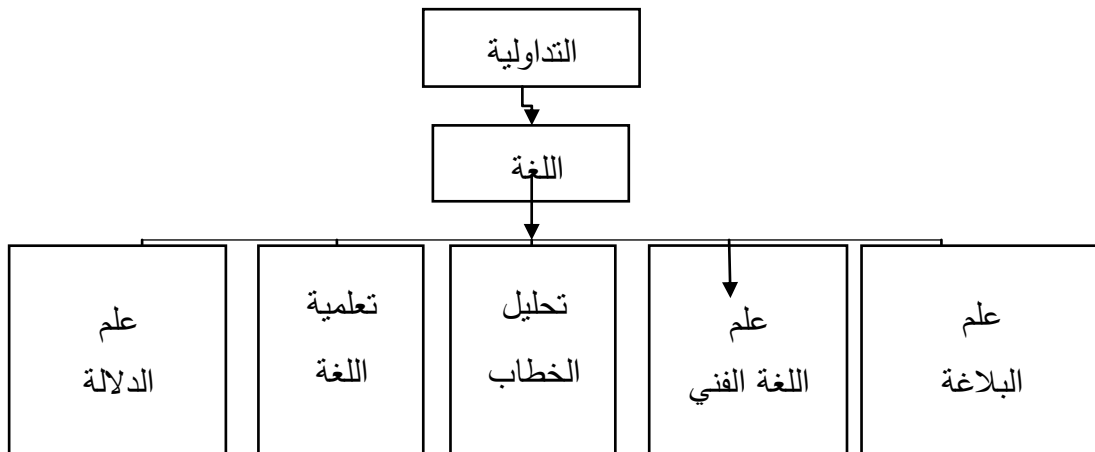 التداولية
اللغة
علم
البلاغة
علم
اللغة الفني
تحليل
الخطاب
تعلمية
اللغة
علم
الدلالة